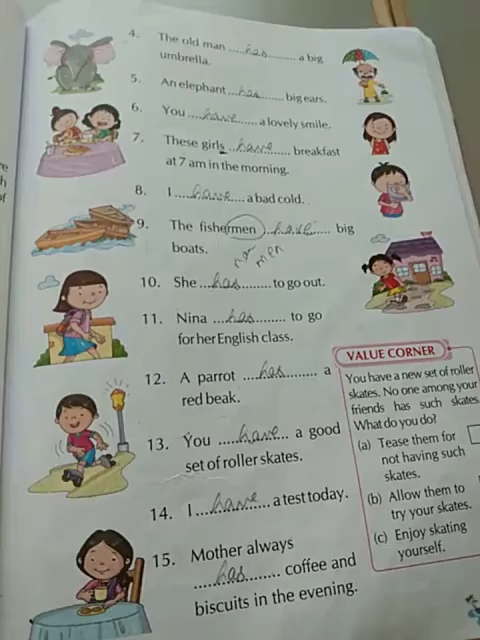 4. The old man ....has.......... a big
umbrella.
5. An elephant ...has........ big ears.
6. You ...have....... a lovely smile.
7. These girls ..have....... breakfast
at 7 am in the morning.
8. I ....have....... a bad cold.
9. The fishermen ..have...... big
boats.
men
10. She ...has.......... to go out.
11. Nina ...has.......... to go
for her English class.
12. A parrot ....has.......... a
red beak.
13. You .....have..... a good
set of roller skates.
14. I ....have.... a test today.
15. Mother always
.....has........ coffee and
biscuits in the evening.
VALUE CORNER
You have a new set of roller
skates. No one among your
friends has such skates.
What do you do?
(a) Tease them for
not having such
skates.
(b) Allow them to
try your skates.
(c) Enjoy skating
yourself.